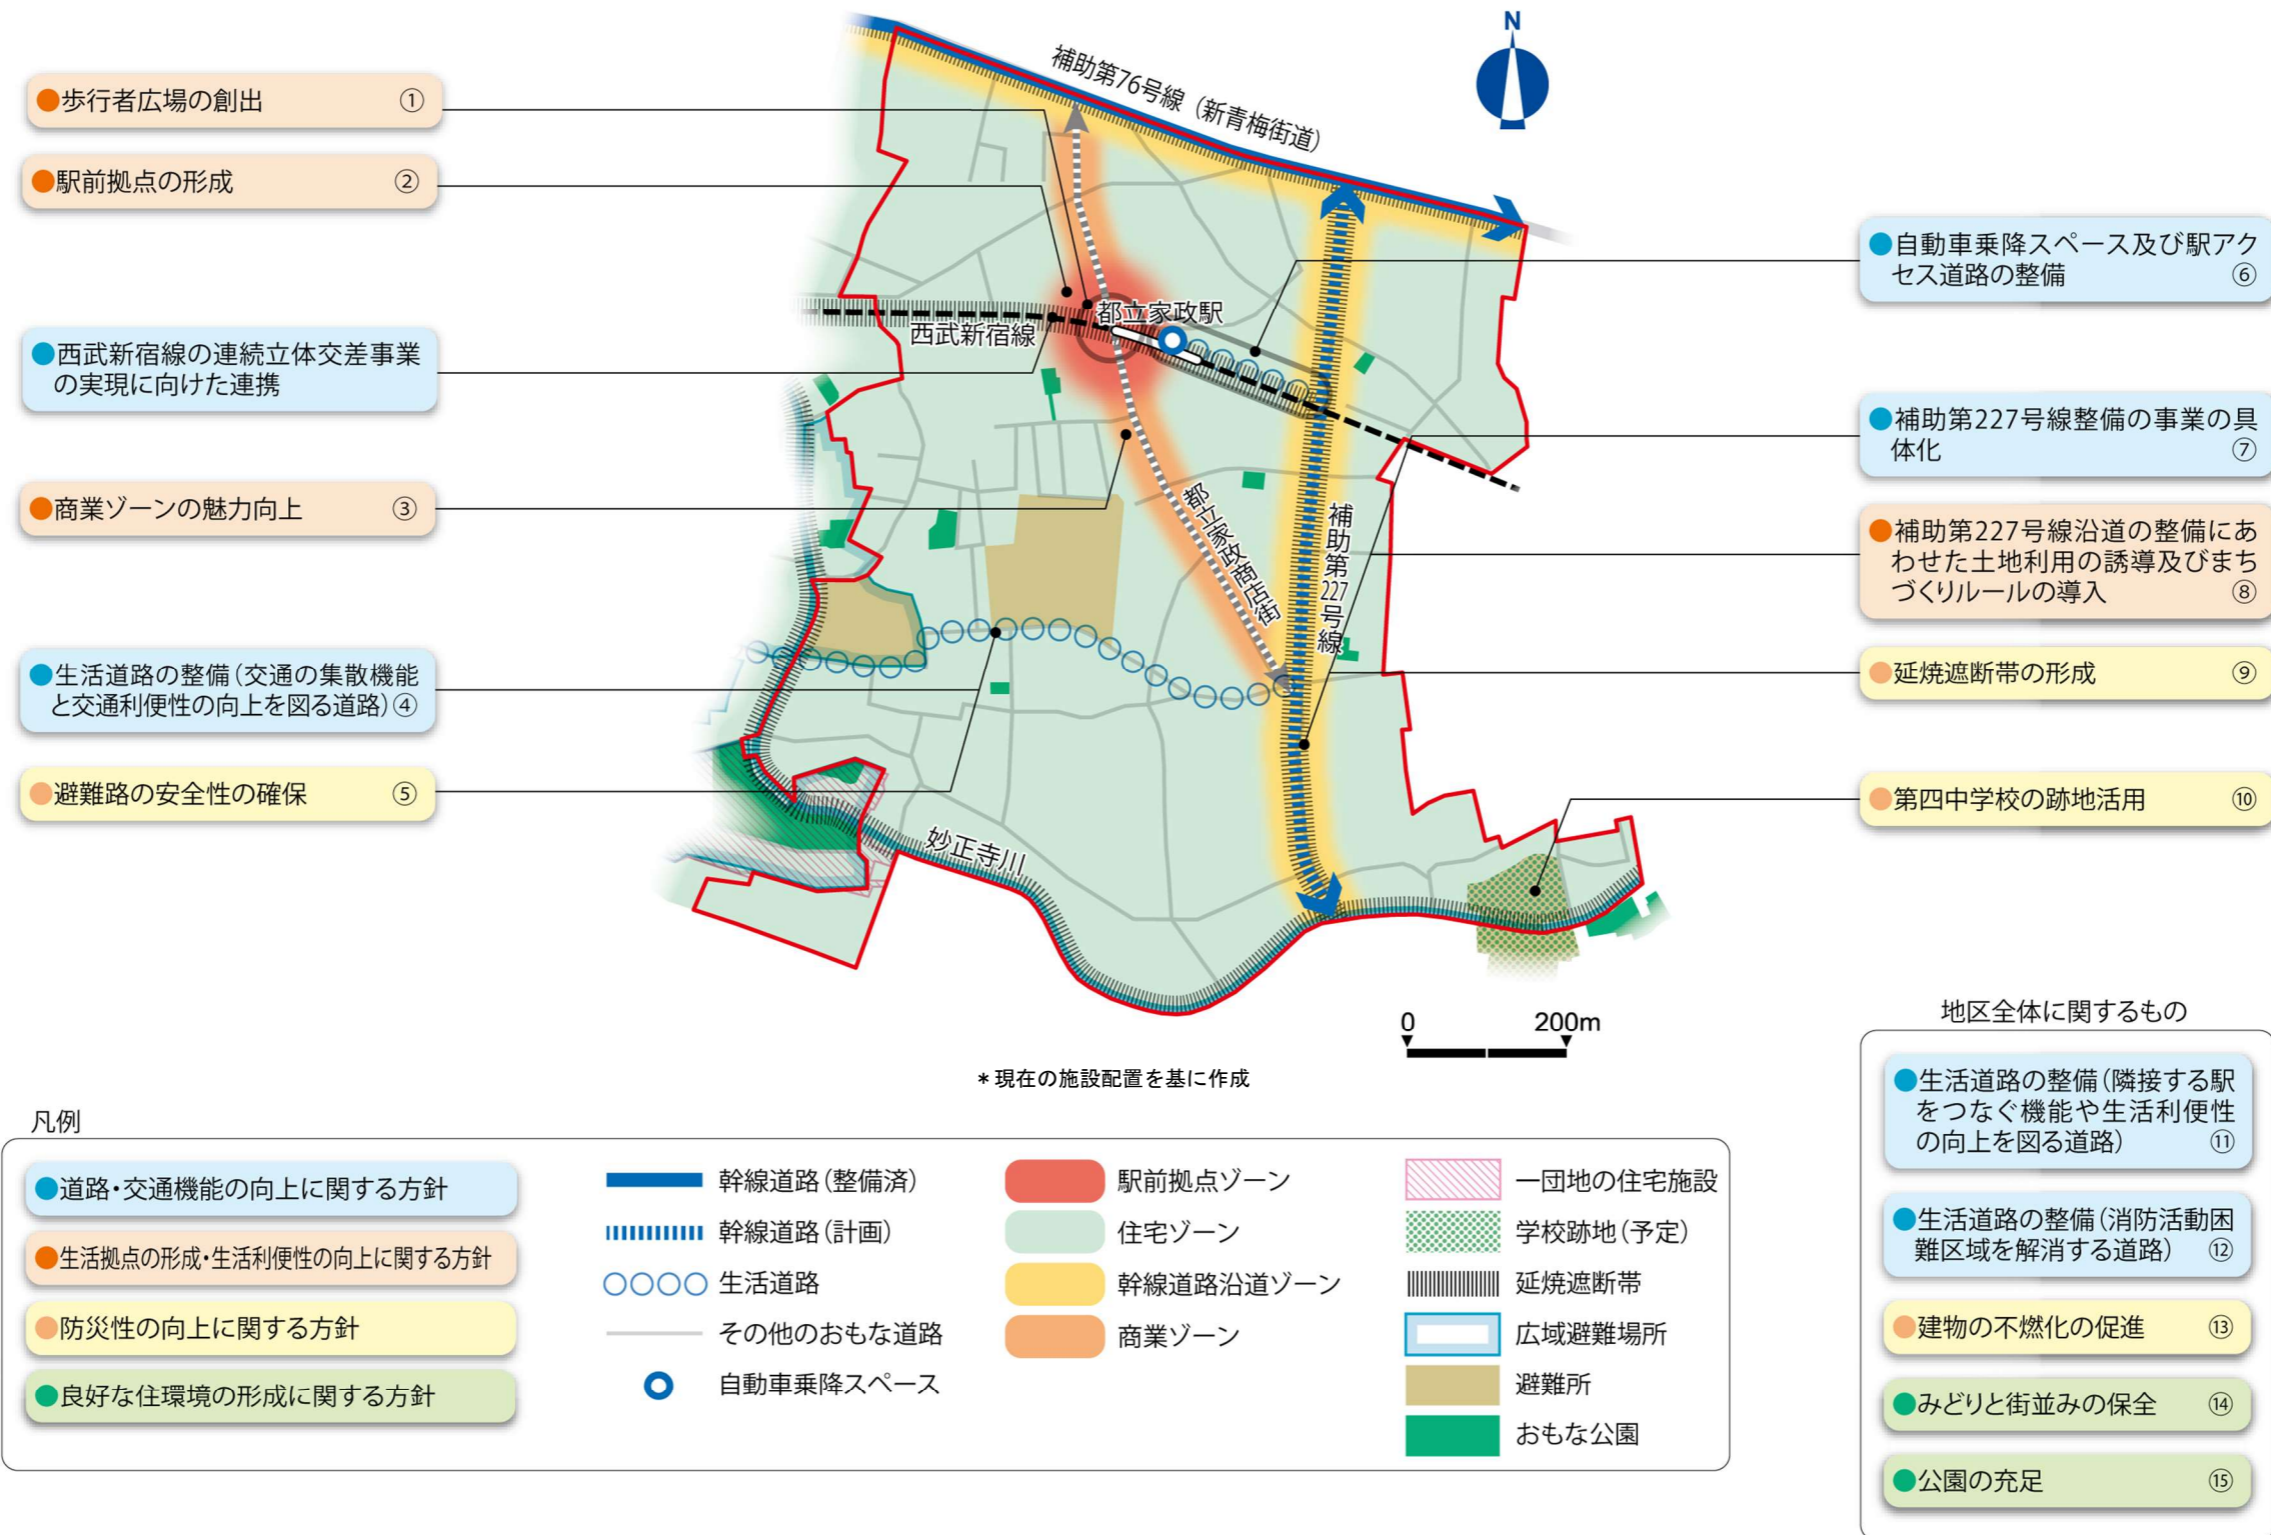 N
補助第76号線（新青梅街道）
●歩行者広場の創出 ①
●駅前拠点の形成 ②
●西武新宿線の連続立体交差事業
の実現に向けた連携
●商業ゾーンの魅力向上 ③
●生活道路の整備（交通の集散機能
と交通利便性の向上を図る道路）④
●避難路の安全性の確保 ⑤
都立家政駅
西武新宿線
都立家政商店街
補助第227号線
妙正寺川
●自動車乗降スペース及び駅アク
セス道路の整備 ⑥
●補助第227号線整備の事業の具
体化 ⑦
●補助第227号線沿道の整備にあ
わせた土地利用の誘導及びまち
づくりルールの導入 ⑧
●延焼遮断帯の形成 ⑨
●第四中学校の跡地活用 ⑩
0 200m
＊現在の施設配置を基に作成
地区全体に関するもの
●生活道路の整備（隣接する駅
をつなぐ機能や生活利便性
の向上を図る道路） ⑪
●生活道路の整備（消防活動困
難区域を解消する道路） ⑫
●建物の不燃化の促進 ⑬
●みどりと街並みの保全 ⑭
●公園の充足 ⑮
凡例
●道路・交通機能の向上に関する方針
●生活拠点の形成・生活利便性の向上に関する方針
●防災性の向上に関する方針
●良好な住環境の形成に関する方針
幹線道路（整備済）
幹線道路（計画）
生活道路
その他のおもな道路
自動車乗降スペース
駅前拠点ゾーン
住宅ゾーン
幹線道路沿道ゾーン
商業ゾーン
一団地の住宅施設
学校跡地（予定）
延焼遮断帯
広域避難場所
避難所
おもな公園